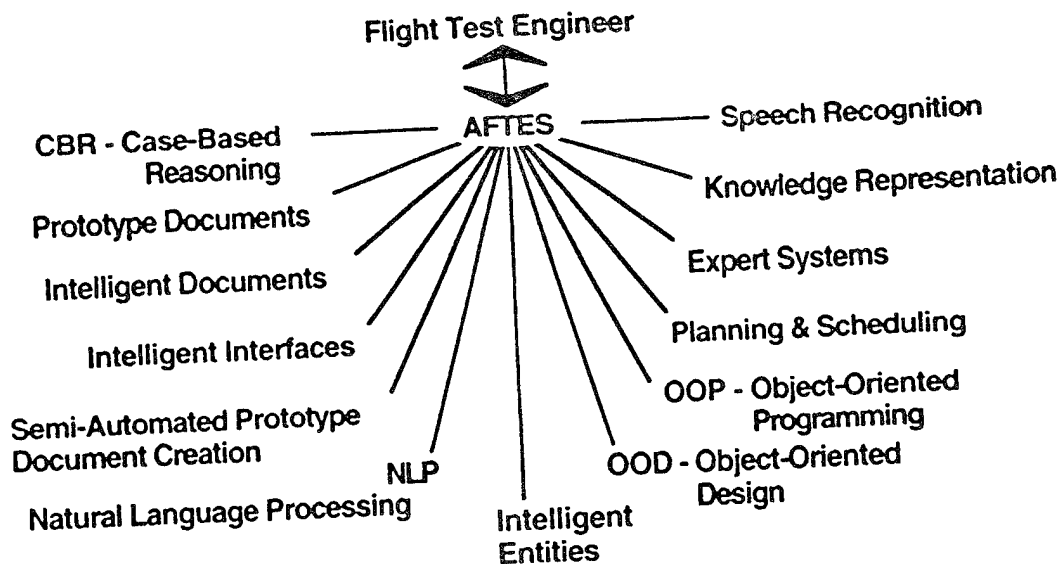 Flight Test Engineer
AFTES
CBR - Case-Based
Reasoning
Prototype Documents
Intelligent Documents
Intelligent Interfaces
Semi-Automated Prototype
Document Creation
NLP
Natural Language Processing
Intelligent
Entities
Speech Recognition
Knowledge Representation
Expert Systems
Planning & Scheduling
OOP - Object-Oriented
Programming
OOD - Object-Oriented
Design